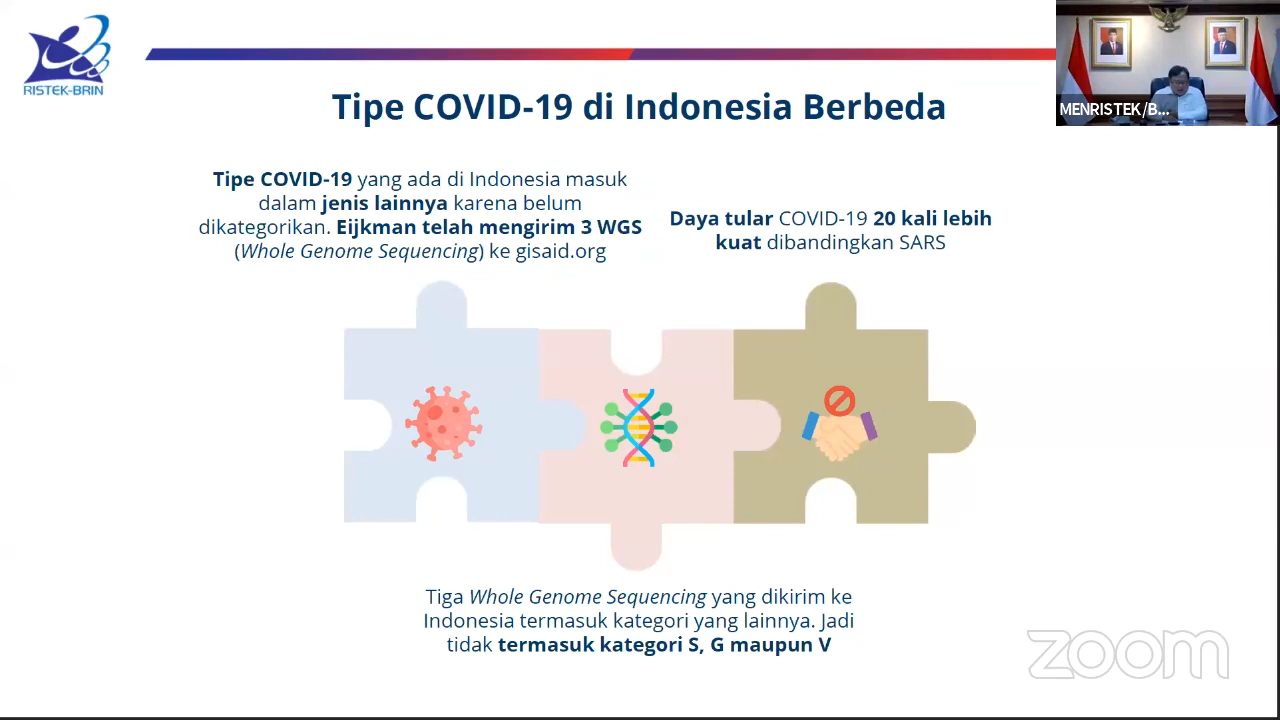 RISTEK-BRIN
MENRISTEK/B...
Tipe COVID-19 di Indonesia Berbeda
Tipe COVID-19 yang ada di Indonesia masuk
dalam jenis lainnya karena belum
dikategorikan. Eijkman telah mengirim 3 WGS
(Whole Genome Sequencing) ke gisaid.org
Daya tular COVID-19 20 kali lebih
kuat dibandingkan SARS
Tiga Whole Genome Sequencing yang dikirim ke
Indonesia termasuk kategori yang lainnya. Jadi
tidak termasuk kategori S, G maupun V
zoom